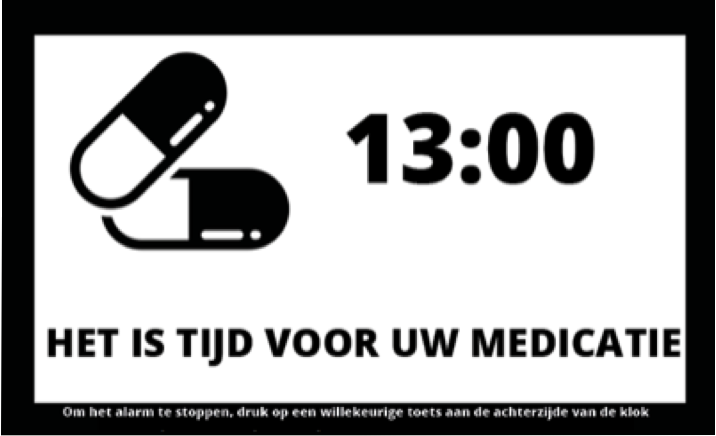 13:00
HET IS TIJD VOOR UW MEDICATIE
Om het alarm te stoppen, druk op een willekeurige toets aan de achterzijde van de klok